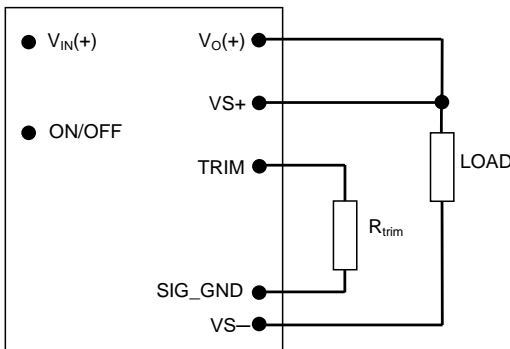 V_IN(+)
V_O(+)
VS+
ON/OFF
LOAD
TRIM
R_trim
SIG_GND
VS─